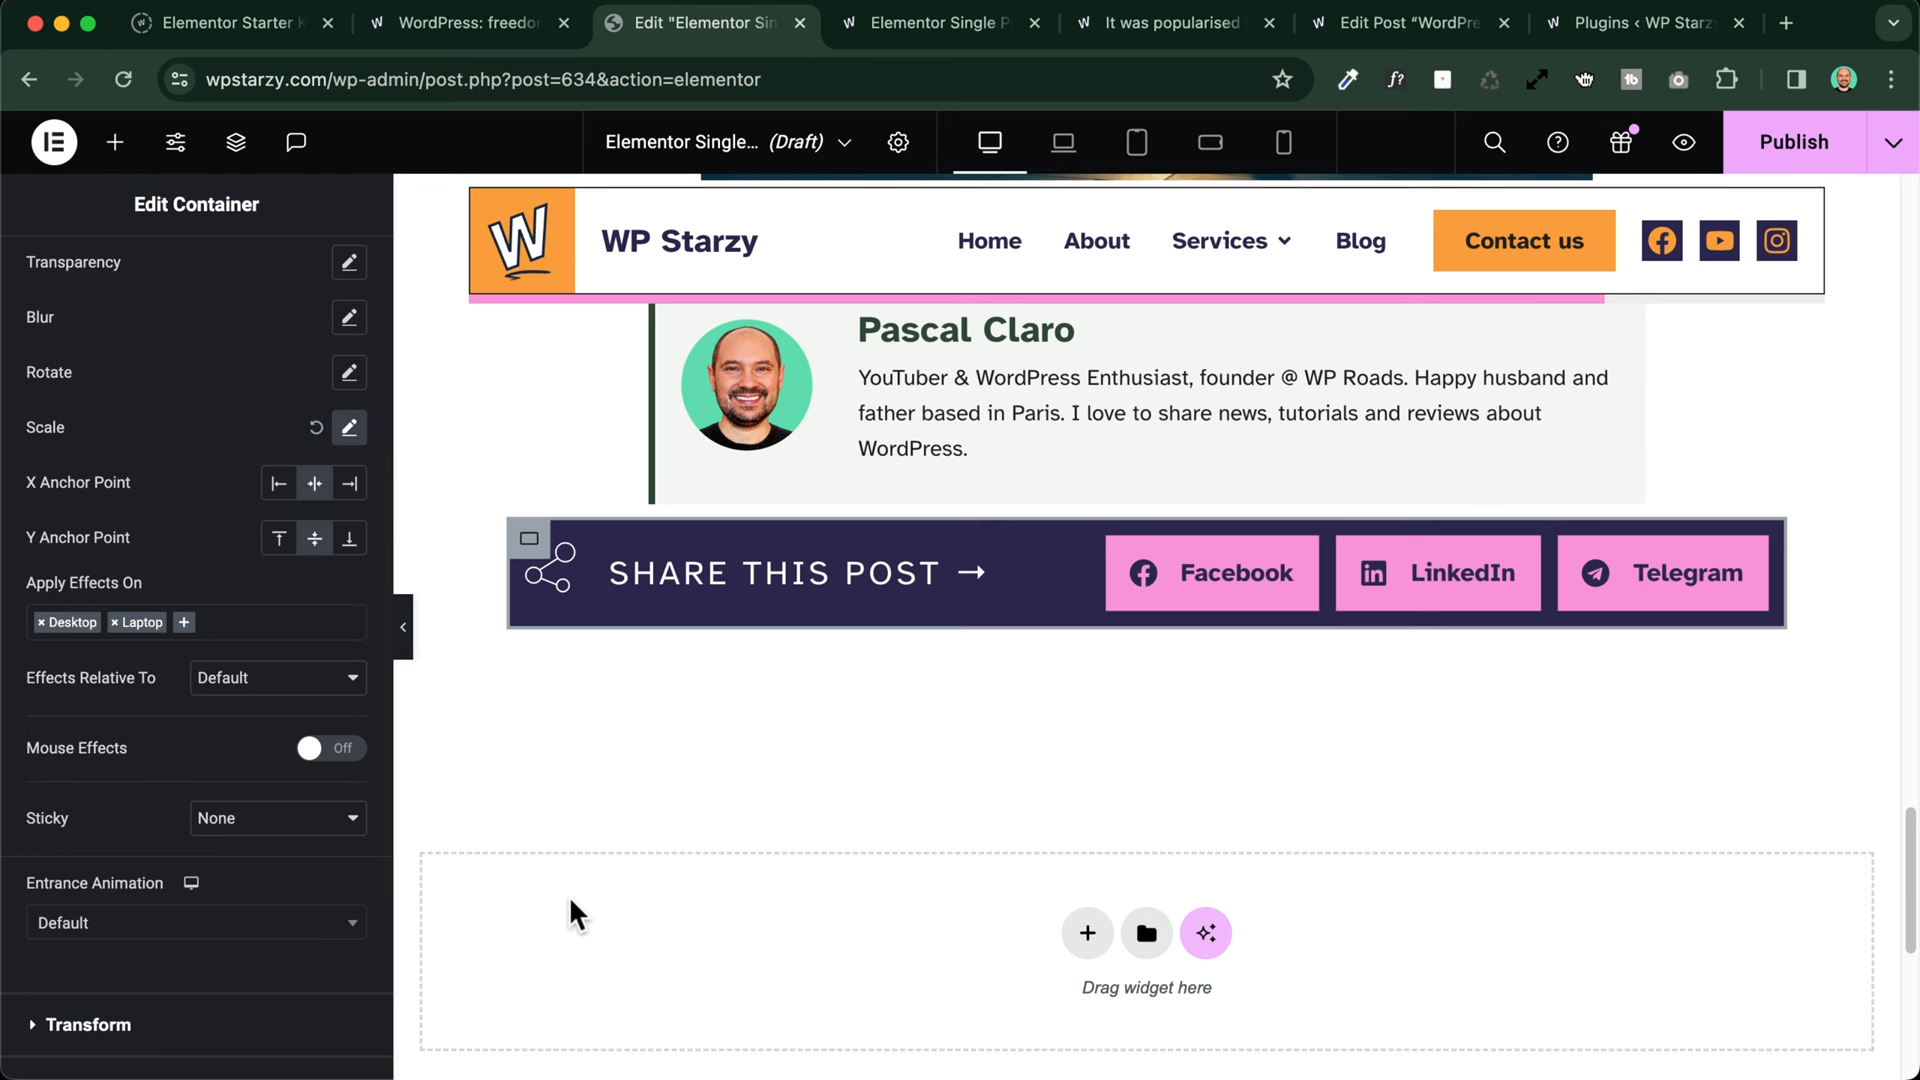 Elementor Starter K
WordPress: freedo
Edit "Elementor Sin
Elementor Single P
It was popularised
Edit Post “WordPre
Plugins ‹ WP Starz
wpstarzy.com/wp-admin/post.php?post=634&action=elementor
Elementor Single... (Draft)
Publish
Edit Container
Transparency
Blur
Rotate
Scale
X Anchor Point
Y Anchor Point
Apply Effects On
× Desktop × Laptop +
Effects Relative To Default
Mouse Effects Off
Sticky None
Entrance Animation
Default
Transform
W
WP Starzy
Home About Services Blog
Contact us
Pascal Claro
YouTuber & WordPress Enthusiast, founder @ WP Roads. Happy husband and
father based in Paris. I love to share news, tutorials and reviews about
WordPress.
SHARE THIS POST →
Facebook
LinkedIn
Telegram
Drag widget here